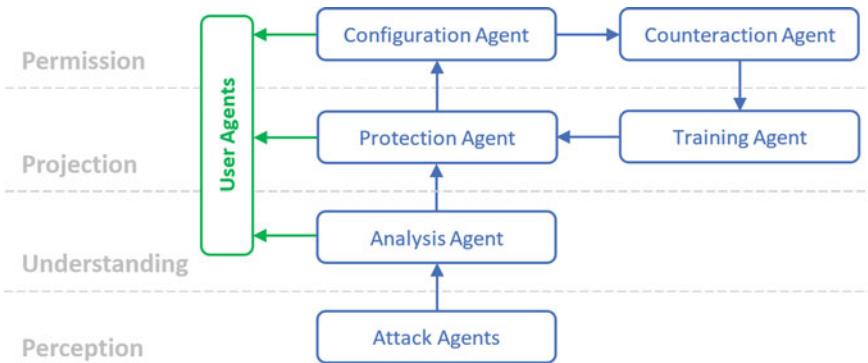 Permission
Configuration Agent
Counteraction Agent
User Agents
Projection
Protection Agent
Training Agent
Understanding
Analysis Agent
Perception
Attack Agents